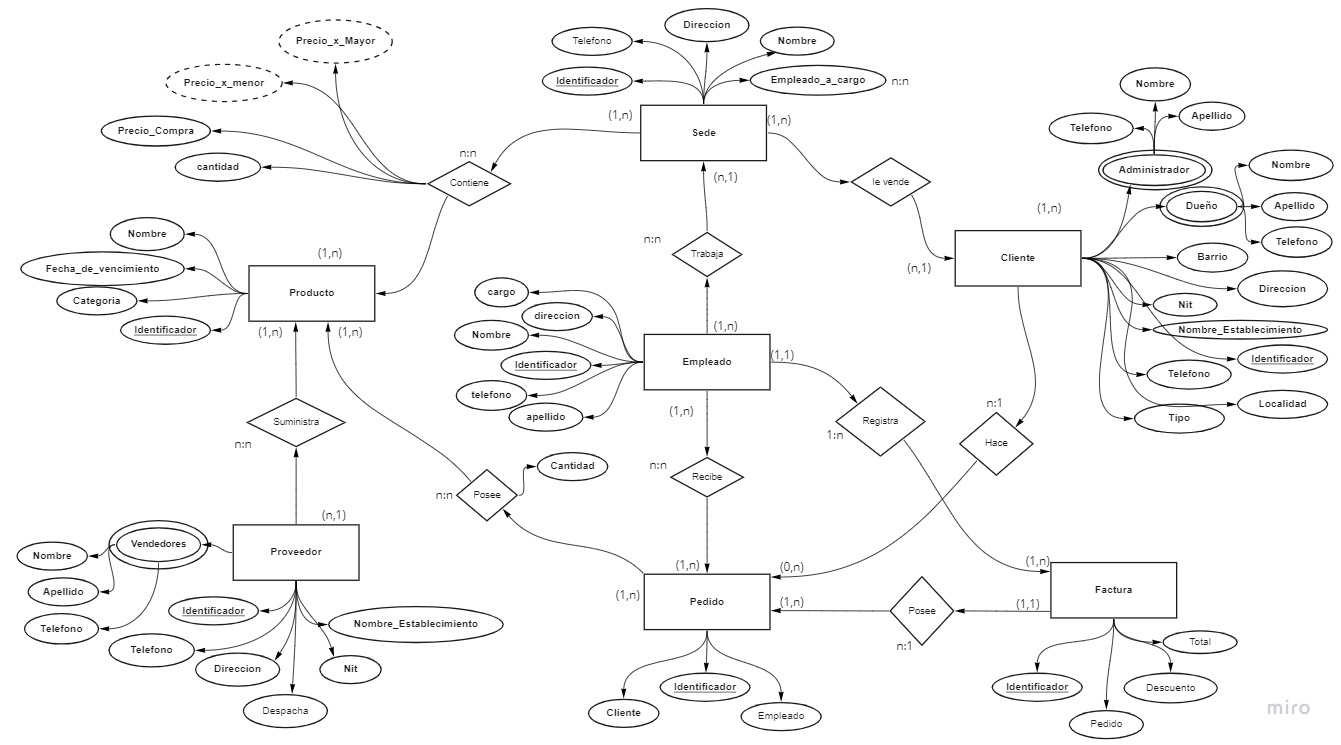 Precio_x_Mayor
Precio_x_menor
Precio_Compra
cantidad
n:n
Contiene
Telefono
Direccion
Nombre
Identificador
Empleado_a_cargo
n:n
(1,n)
Sede
(1,n)
(n,1)
le vende
(n,1)
Nombre
Telefono
Apellido
Administrador
Nombre
Dueño
Apellido
Telefono
(1,n)
Cliente
Barrio
Direccion
Nit
Nombre_Establecimiento
Identificador
Telefono
Localidad
Tipo
Nombre
Fecha_de_vencimiento
Categoria
Identificador
(1,n)
Producto
(1,n)
(1,n)
n:n
Trabaja
(1,n)
cargo
direccion
Nombre
Identificador
telefono
apellido
Empleado
(1,1)
(1,n)
Registra
1:n
n:1
Hace
Suministra
n:n
n:n
Posee
Cantidad
n:n
Recibe
(n,1)
Proveedor
Vendedores
Nombre
Apellido
Telefono
Identificador
Telefono
Direccion
Despacha
Nit
Nombre_Establecimiento
(1,n)
(1,n)
Pedido
(0,n)
(1,n)
Posee
n:1
(1,1)
(1,n)
Factura
Cliente
Identificador
Empleado
Identificador
Pedido
Descuento
Total
miro